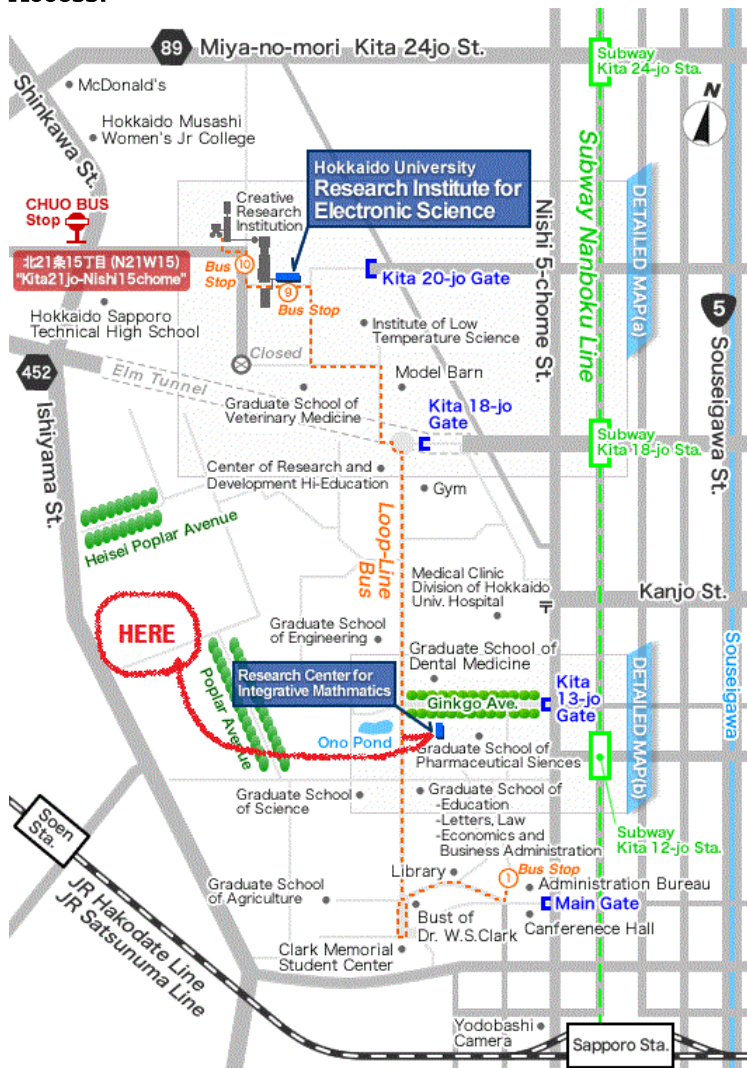 89
Miya-no-mori Kita 24jo St.
Subway
Kita 24-jo Sta.
McDonald's
N
Shinkawa St.
Hokkaido Musashi
Women's Jr College
Hokkaido University
Research Institute for
Electronic Science
Subway Nanboku Line
DETAILED MAP(a)
CHUO BUS
Stop
Creative
Research
Institution
Nishi 5-chome St.
北21条15丁目 (N21W15)
"Kita21jo-Nishi15chome"
10
Bus
Stop
9
Bus Stop
Kita 20-jo Gate
5
Souseigawa St.
Hokkaido Sapporo
Technical High School
Institute of Low
Temperature Science
Closed
452
Elm Tunnel
Model Barn
Ishiyama St.
Graduate School of
Veterinary Medicine
Kita 18-jo
Gate
Subway
Kita 18-jo Sta.
Center of Research and
Development Hi-Education
Gym
Heisei Poplar Avenue
Loop-Line
Bus
Medical Clinic
Division of Hokkaido
Univ. Hospital
Kanjo St.
HERE
Graduate School
of Engineering
Graduate School of
Dental Medicine
Souseigawa
DETAILED MAP(b)
Poplar Avenue
Research Center for
Integrative Mathmatics
Ginkgo Ave.
Kita
13-jo
Gate
Ono Pond
Graduate School of
Pharmaceutical Siences
Graduate School
of Science
Graduate School of
-Education
-Letters, Law
-Economics and
Business Administration
Subway
Kita 12-jo Sta.
Soen
Sta.
Library
1
Bus Stop
Administration Bureau
Graduate School
of Agriculture
Main Gate
Bust of
Dr. W.S.Clark
Canferenece Hall
JR Hakodate Line
JR Satsunuma Line
Clark Memorial
Student Center
Yodobashi
Camera
Sapporo Sta.